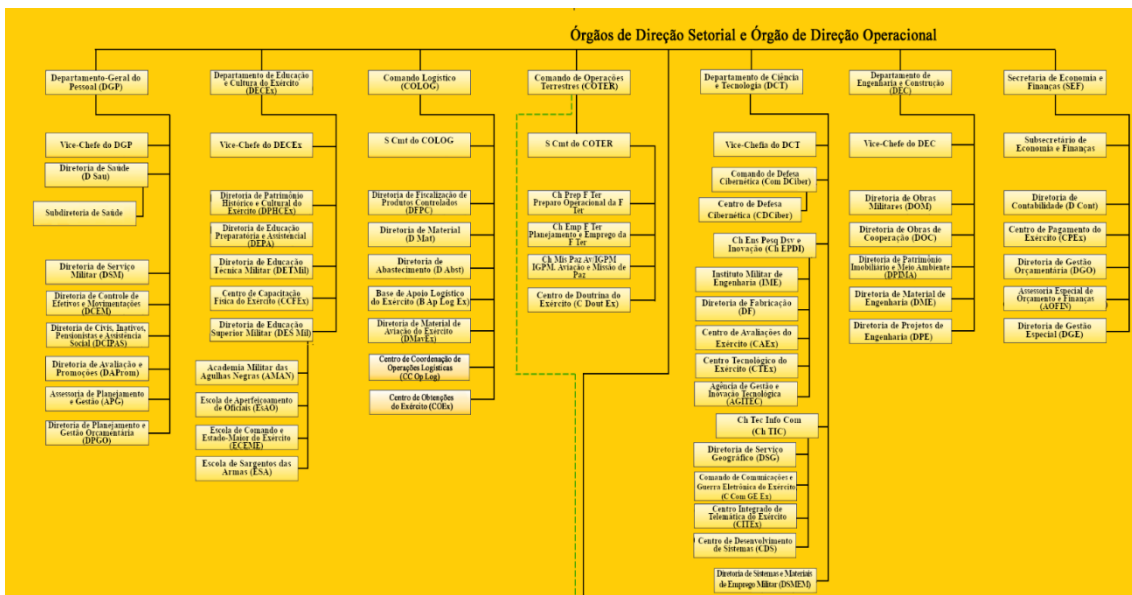 Órgãos de Direção Setorial e Órgão de Direção Operacional
Departamento-Geral do
Pessoal (DGP)
Vice-Chefe do DGP
Diretoria de Saúde
(D Sau)
Subdiretoria de Saúde
Diretoria de Serviço
Militar (DSM)
Diretoria de Controle de
Efetivos e Movimentações
(DCEM)
Diretoria de Civis, Inativos,
Pensionistas e Assistência
Social (DCIPAS)
Diretoria de Avaliação e
Promoções (DAProm)
Assessoria de Planejamento
e Gestão (APG)
Diretoria de Planejamento e
Gestão Orçamentária (DPGO)
Departamento de Educação
e Cultura do Exército
(DECEx)
Vice-Chefe do DECEx
Diretoria de Patrimônio
Histórico e Cultural do
Exército (DPHCEx)
Diretoria de Educação
Preparatória e Assistencial
(DEPA)
Diretoria de Educação
Técnica Militar (DETMil)
Centro de Capacitação
Física do Exército (CCFEx)
Diretoria de Educação
Superior Militar (DES Mil)
Academia Militar das
Agulhas Negras (AMAN)
Escola de Aperfeiçoamento
de Oficiais (EsAO)
Escola de Comando e
Estado-Maior do Exército
(ECEME)
Escola de Sargentos das
Armas (ESA)
Comando Logístico
(COLOG)
S Cmt do COLOG
Diretoria de Fiscalização de
Produtos Controlados
(DFPC)
Diretoria de Material
(D Mat)
Diretoria de
Abastecimento (D Abst)
Base de Apoio Logístico
do Exército (B Ap Log Ex)
Diretoria de Material de
Aviação do Exército
(DMavEx)
Centro de Coordenação de
Operações Logísticas
(CC Op Log)
Centro de Obtenções
do Exército (COEx)
Comando de Operações
Terrestres (COTER)
S Cmt do COTER
Ch Prep F Ter
Preparo Operacional da F
Ter
Ch Emp F Ter
Planejamento e Emprego da
F Ter
Ch Mis Paz Av/IGPM
IGPM, Aviação e Missão de
Paz
Centro de Doutrina do
Exército (C Dout Ex)
Departamento de Ciência
e Tecnologia (DCT)
Vice-Chefia do DCT
Comando de Defesa
Cibernética (Com DCiber)
Centro de Defesa
Cibernética (CDCiber)
Ch Ens Pesq Dsv e
Inovação (Ch EPDI)
Instituto Militar de
Engenharia (IME)
Diretoria de Fabricação
(DF)
Centro de Avaliações do
Exército (CAEx)
Centro Tecnológico do
Exército (CTEx)
Agência de Gestão e
Inovação Tecnológica
(AGITEC)
Ch Tec Info Com
(Ch TIC)
Diretoria de Serviço
Geográfico (DSG)
Comando de Comunicações e
Guerra Eletrônica do Exército
(C Com GE Ex)
Centro Integrado de
Telemática do Exército
(CITEx)
Centro de Desenvolvimento
de Sistemas (CDS)
Diretoria de Sistemas e Materiais
de Emprego Militar (DSMEM)
Departamento de
Engenharia e Construção
(DEC)
Vice-Chefe do DEC
Diretoria de Obras
Militares (DOM)
Diretoria de Obras de
Cooperação (DOC)
Diretoria de Patrimônio
Imobiliário e Meio Ambiente
(DPIMA)
Diretoria de Material de
Engenharia (DME)
Diretoria de Projetos de
Engenharia (DPE)
Secretaria de Economia e
Finanças (SEF)
Subsecretário de
Economia e Finanças
Diretoria de
Contabilidade (D Cont)
Centro de Pagamento do
Exército (CPEx)
Diretoria de Gestão
Orçamentária (DGO)
Assessoria Especial de
Orçamento e Finanças
(AOFIN)
Diretoria de Gestão
Especial (DGE)